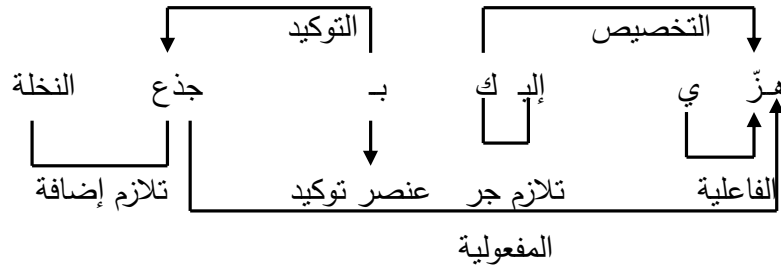 التخصيص التوكيد
هـزّ ي إليـ ك بـ جذع النخلة
الفاعلية تلازم جر عنصر توكيد تلازم إضافة
المفعولية